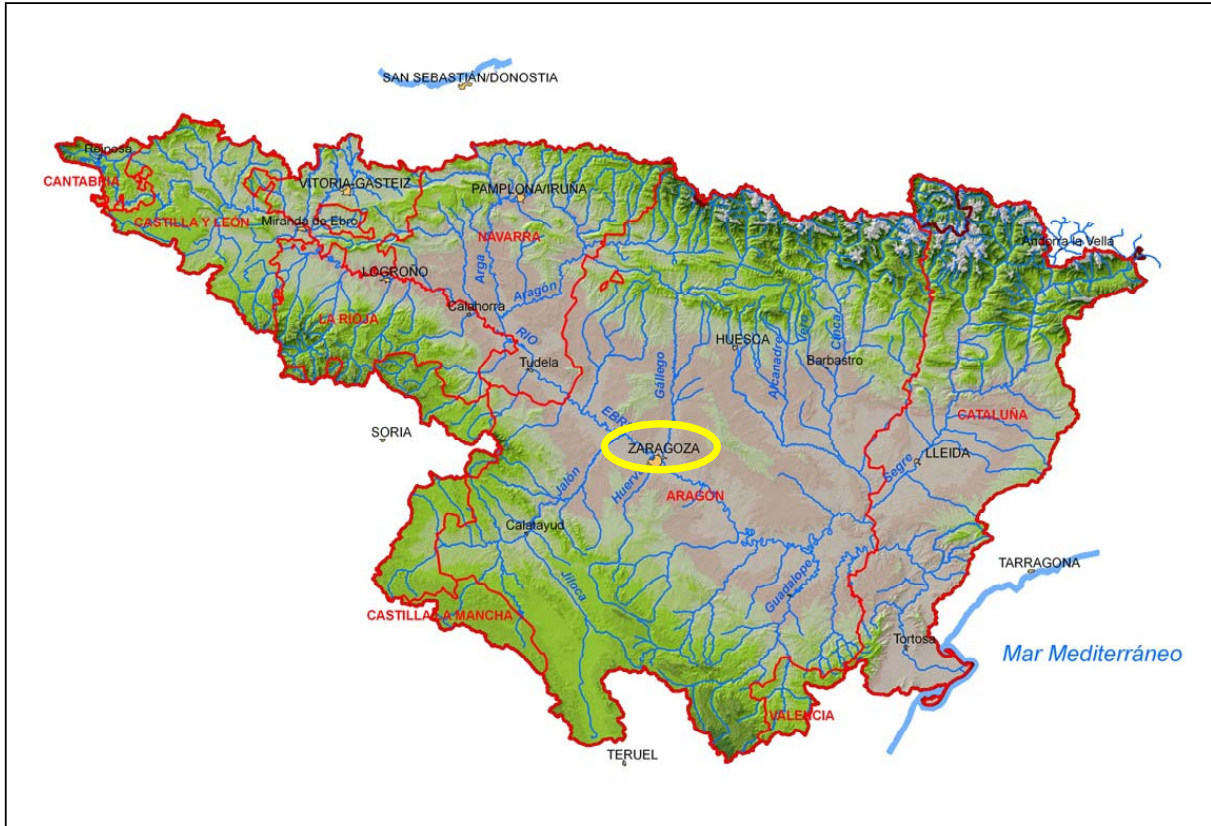 SAN SEBASTIÁN/DONOSTIA
Reinosa
CANTABRIA
VITORIA-GASTEIZ
PAMPLONA/IRUÑA
CASTILLA Y LEÓN
Miranda de Ebro
NAVARRA
Andorra la Vella
LOGROÑO
Arga
Aragón
Calahorra
LA RIOJA
RIO
Tudela
HUESCA
Gállego
Alcanadre
Vero
Cinca
Barbastro
EBRO
CATALUÑA
SORIA
ZARAGOZA
LLEIDA
Segre
Jalón
Huerva
ARAGÓN
Calatayud
TARRAGONA
Jiloca
Guadalope
CASTILLA LA MANCHA
Tortosa
Mar Mediterráneo
VALENCIA
TERUEL